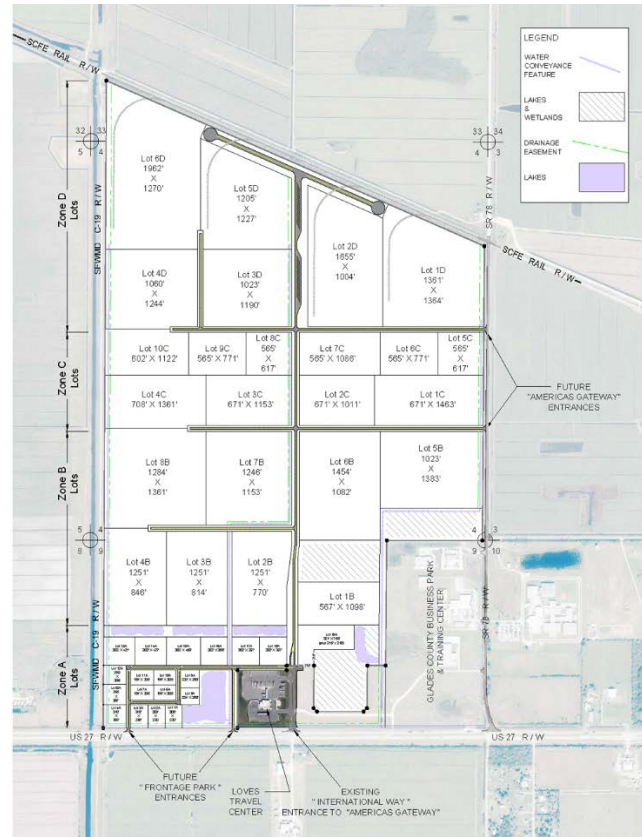 SCFE RAIL R/W
LEGEND
WATER
CONVEYANCE
FEATURE
LAKES
&
WETLANDS
DRAINAGE
EASEMENT
LAKES
32 33
5 4
33 34
4 3
SR 78 R/W
SCFE RAIL R/W
Zone D
Lots
SFWMD C-19 R/W
Lot 6D
1962'
X
1270'
Lot 5D
1205'
X
1227'
Lot 2D
1655'
X
1004'
Lot 1D
1361'
X
1364'
Lot 4D
1060'
X
1244'
Lot 3D
1023'
X
1190'
Zone C
Lots
Lot 10C
602' X 1122'
Lot 9C
565' X 771'
Lot 8C
565'
X
617'
Lot 7C
565' X 1086'
Lot 6C
565' X 771'
Lot 5C
565'
X
617'
Lot 4C
708' X 1361'
Lot 3C
671' X 1153'
Lot 2C
671' X 1011'
Lot 1C
671' X 1463'
FUTURE
"AMERICAS GATEWAY"
ENTRANCES
Zone B
Lots
Lot 8B
1284'
X
1361'
Lot 7B
1246'
X
1153'
Lot 6B
1454'
X
1082'
Lot 5B
1023'
X
1383'
5 4
8 9
4 3
9 10
Lot 4B
1251'
X
846'
Lot 3B
1251'
X
814'
Lot 2B
1251'
X
770'
Lot 1B
567' X 1098'
GLADES COUNTY BUSINESS PARK
& TRAINING CENTER
SR 78 R/W
Zone A
Lots
SFWMD C-19 R/W
US 27 R/W
US 27 R/W
FUTURE
"FRONTAGE PARK"
ENTRANCES
LOVES
TRAVEL
CENTER
EXISTING
"INTERNATIONAL WAY"
ENTRANCE TO "AMERICAS GATEWAY"